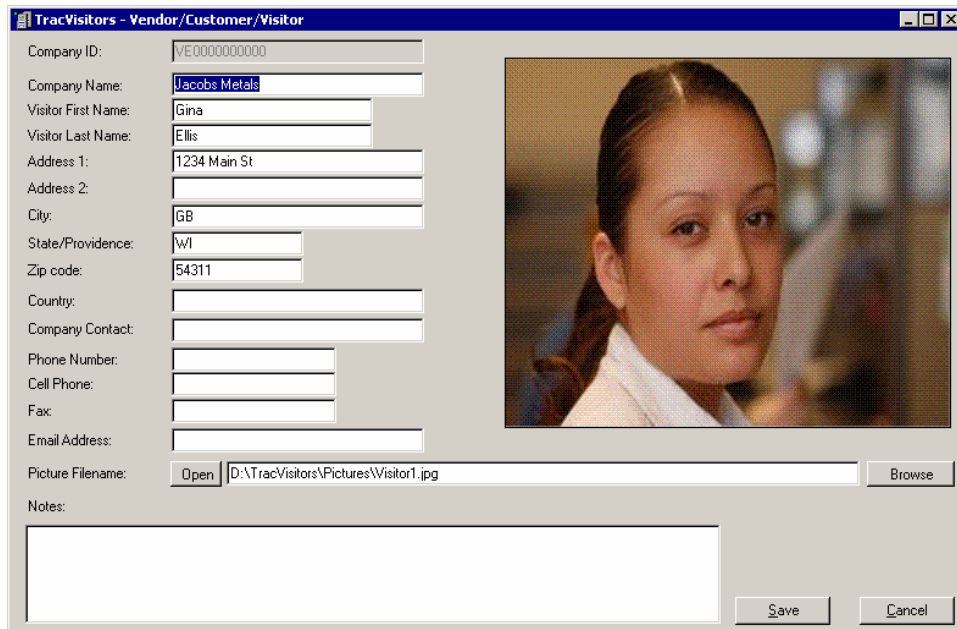 TracVisitors - Vendor/Customer/Visitor
Company ID: VE0000000000
Company Name: Jacobs Metals
Visitor First Name: Gina
Visitor Last Name: Ellis
Address 1: 1234 Main St
Address 2:
City: GB
State/Providence: WI
Zip code: 54311
Country:
Company Contact:
Phone Number:
Cell Phone:
Fax:
Email Address:
Picture Filename: Open D:\TracVisitors\Pictures\Visitor1.jpg Browse
Notes:
Save Cancel